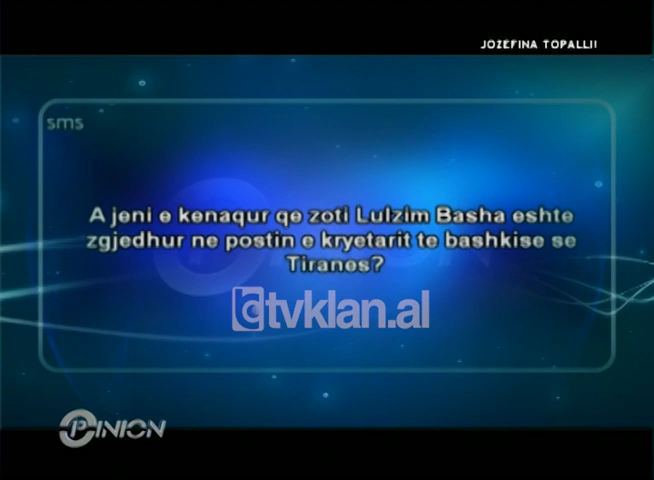 JOZEFINA TOPALLI!
sms
A jeni e kenaqur qe zoti Lulzim Basha eshte
zgjedhur ne postin e kryetarit te bashkise se
Tiranes?
tvklan.al
OPINION